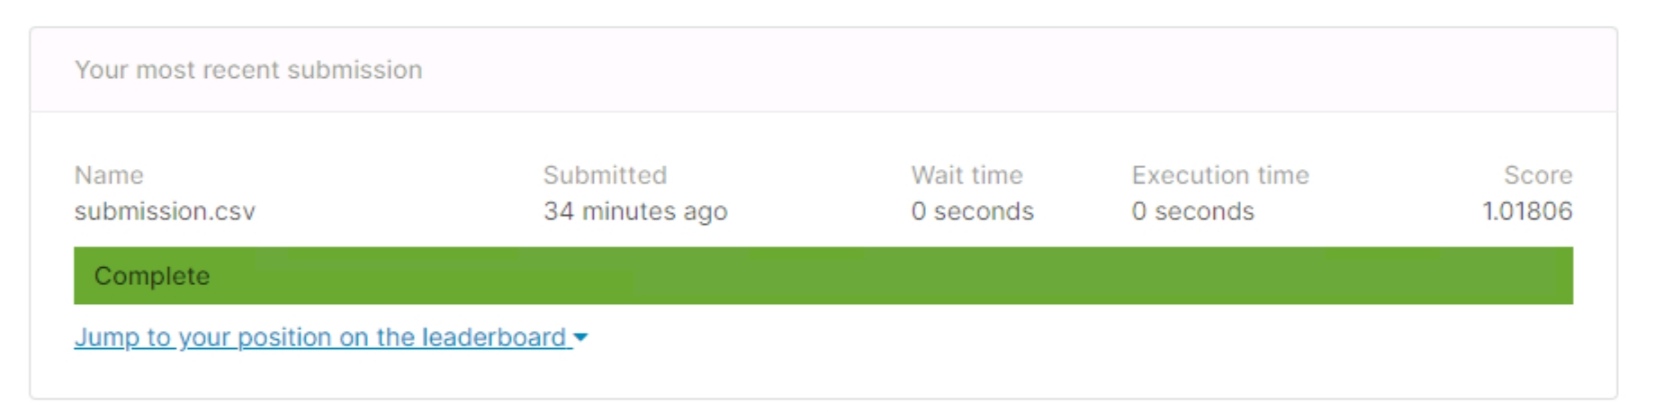 Your most recent submission
Name Submitted Wait time Execution time Score
submission.csv 34 minutes ago 0 seconds 0 seconds 1.01806
Complete
Jump to your position on the leaderboard